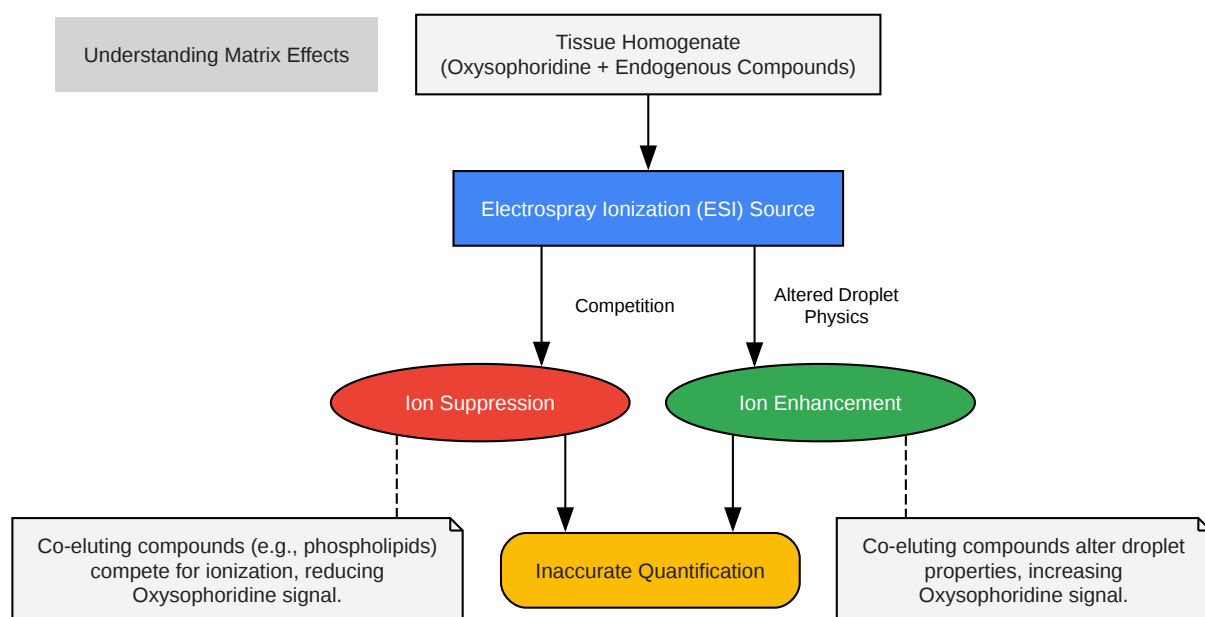 Understanding Matrix Effects
Tissue Homogenate
(Oxysophoridine + Endogenous Compounds)
Electrospray Ionization (ESI) Source
Competition
Altered Droplet
Physics
Ion Suppression
Ion Enhancement
Co-eluting compounds (e.g., phospholipids)
compete for ionization, reducing
Oxysophoridine signal.
Inaccurate Quantification
Co-eluting compounds alter droplet
properties, increasing
Oxysophoridine signal.